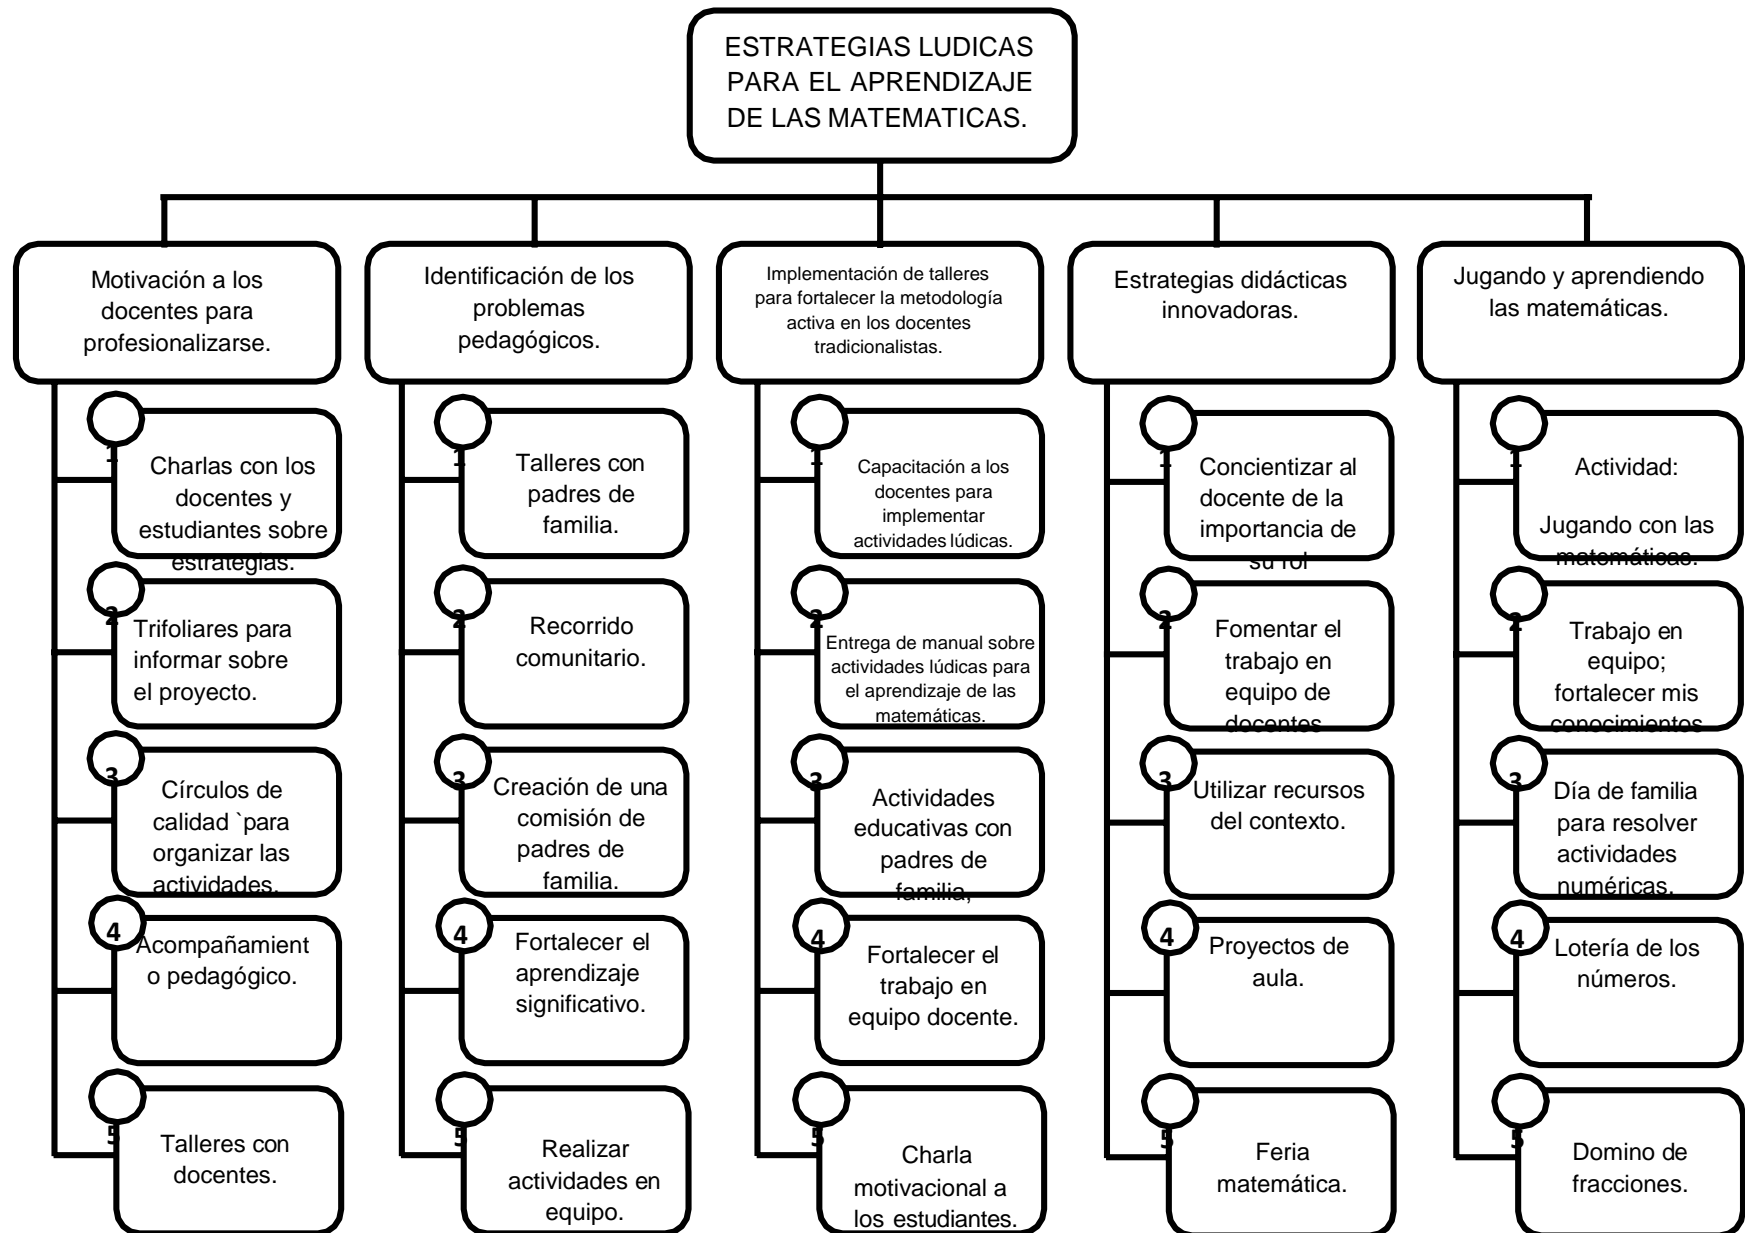 ESTRATEGIAS LUDICAS
PARA EL APRENDIZAJE
DE LAS MATEMATICAS.
Motivación a los
docentes para
profesionalizarse.
1
Charlas con los
docentes y
estudiantes sobre
estrategias.
2
Trifoliares para
informar sobre
el proyecto.
3
Círculos de
calidad `para
organizar las
actividades.
4
Acompañamient
o pedagógico.
5
Talleres con
docentes.
Identificación de los
problemas
pedagógicos.
1
Talleres con
padres de
familia.
2
Recorrido
comunitario.
3
Creación de una
comisión de
padres de
familia.
4
Fortalecer el
aprendizaje
significativo.
5
Realizar
actividades en
equipo.
Implementación de talleres
para fortalecer la metodología
activa en los docentes
tradicionalistas.
1
Capacitación a los
docentes para
implementar
actividades lúdicas.
2
Entrega de manual sobre
actividades lúdicas para
el aprendizaje de las
matemáticas.
3
Actividades
educativas con
padres de
familia,
4
Fortalecer el
trabajo en
equipo docente.
5
Charla
motivacional a
los estudiantes.
Estrategias didácticas
innovadoras.
1
Concientizar al
docente de la
importancia de
su rol
2
Fomentar el
trabajo en
equipo de
docentes
3
Utilizar recursos
del contexto.
4
Proyectos de
aula.
5
Feria
matemática.
Jugando y aprendiendo
las matemáticas.
1
Actividad:
Jugando con las
matemáticas.
2
Trabajo en
equipo;
fortalecer mis
conocimientos
3
Día de familia
para resolver
actividades
numéricas.
4
Lotería de los
números.
5
Domino de
fracciones.